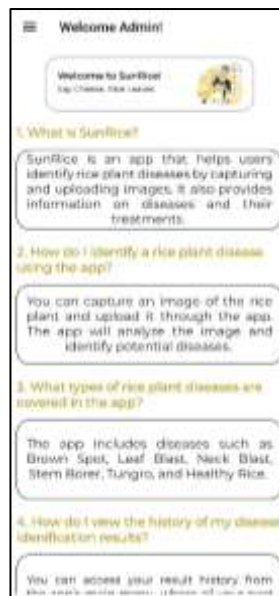 Welcome Admin!
Welcome to SunRice!
Say Cheese, Rice Leaves
1. What is SunRice?
SunRice is an app that helps users
identify rice plant diseases by capturing
and uploading images. It also provides
information on diseases and their
treatments.
2. How do I identify a rice plant disease
using the app?
You can capture an image of the rice
plant and upload it through the app.
The app will analyze the image and
identify potential diseases.
3. What types of rice plant diseases are
covered in the app?
The app includes diseases such as
Brown Spot, Leaf Blast, Neck Blast,
Stem Borer, Tungro, and Healthy Rice.
4. How do I view the history of my disease
identification results?
You can access your result history from